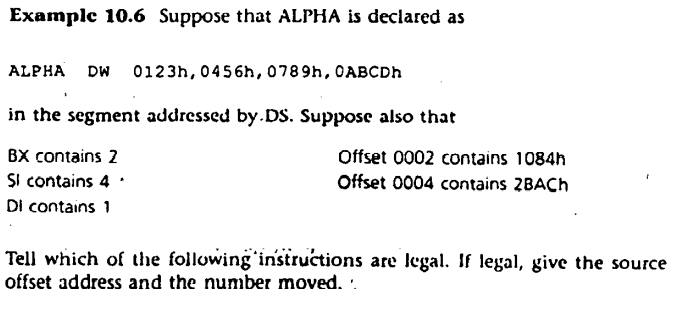 Example 10.6 Suppose that ALPHA is declared as
ALPHA DW 0123h,0456h,0789h,0ABCDh
in the segment addressed by DS. Suppose also that
BX contains 2 Offset 0002 contains 1084h
SI contains 4 Offset 0004 contains 2BACh
DI contains 1
Tell which of the following instructions are legal. If legal, give the source
offset address and the number moved.